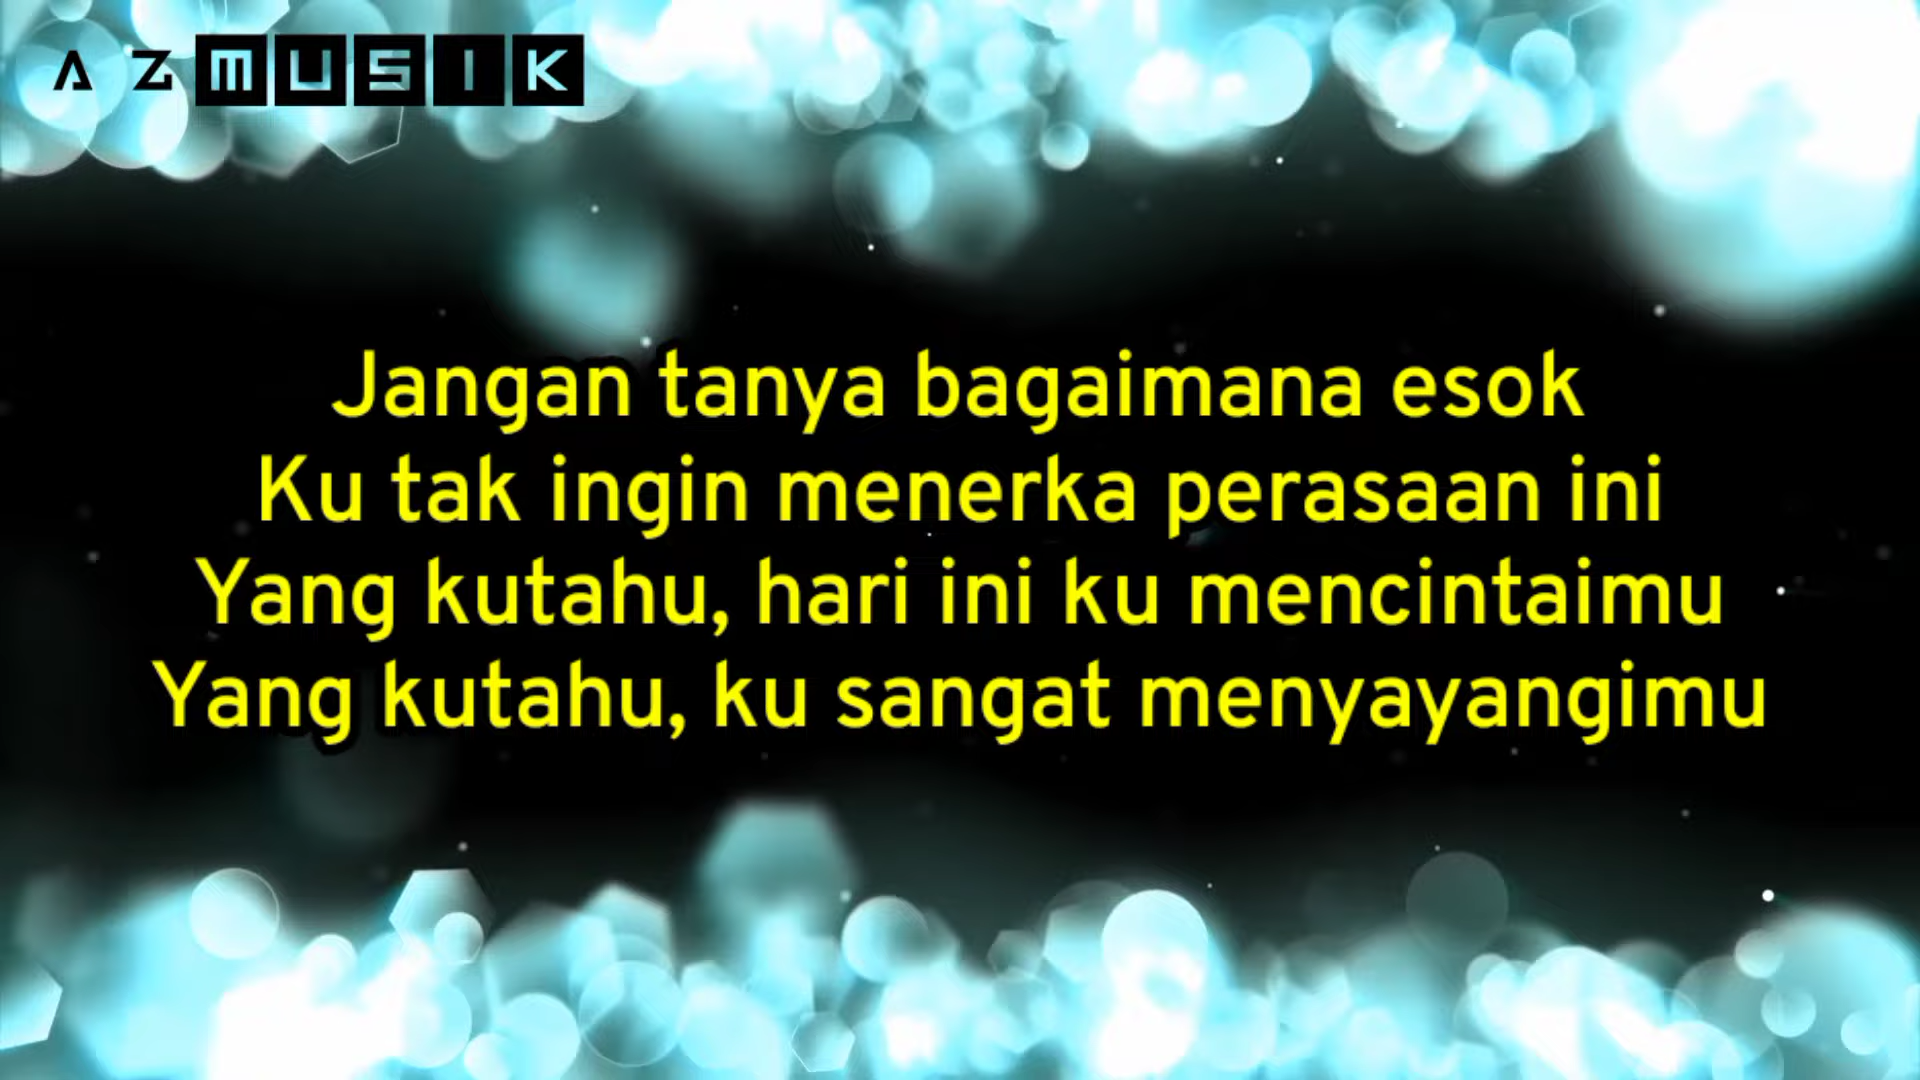 AZMUSIK
Jangan tanya bagaimana esok
Ku tak ingin menerka perasaan ini
Yang kutahu, hari ini ku mencintaimu
Yang kutahu, ku sangat menyayangimu